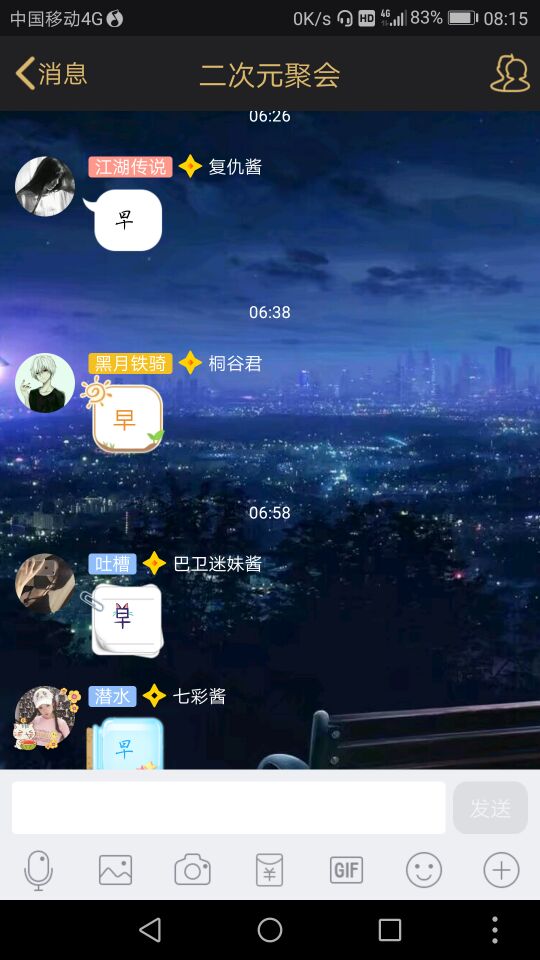 中国移动4G 0K/s HD 4G 83% 08:15
消息 二次元聚会
06:26
江湖传说 复仇酱
早
06:38
黑月铁骑 桐谷君
早
06:58
吐槽 巴卫迷妹酱
早
潜水 七彩酱
早
发送
¥ GIF